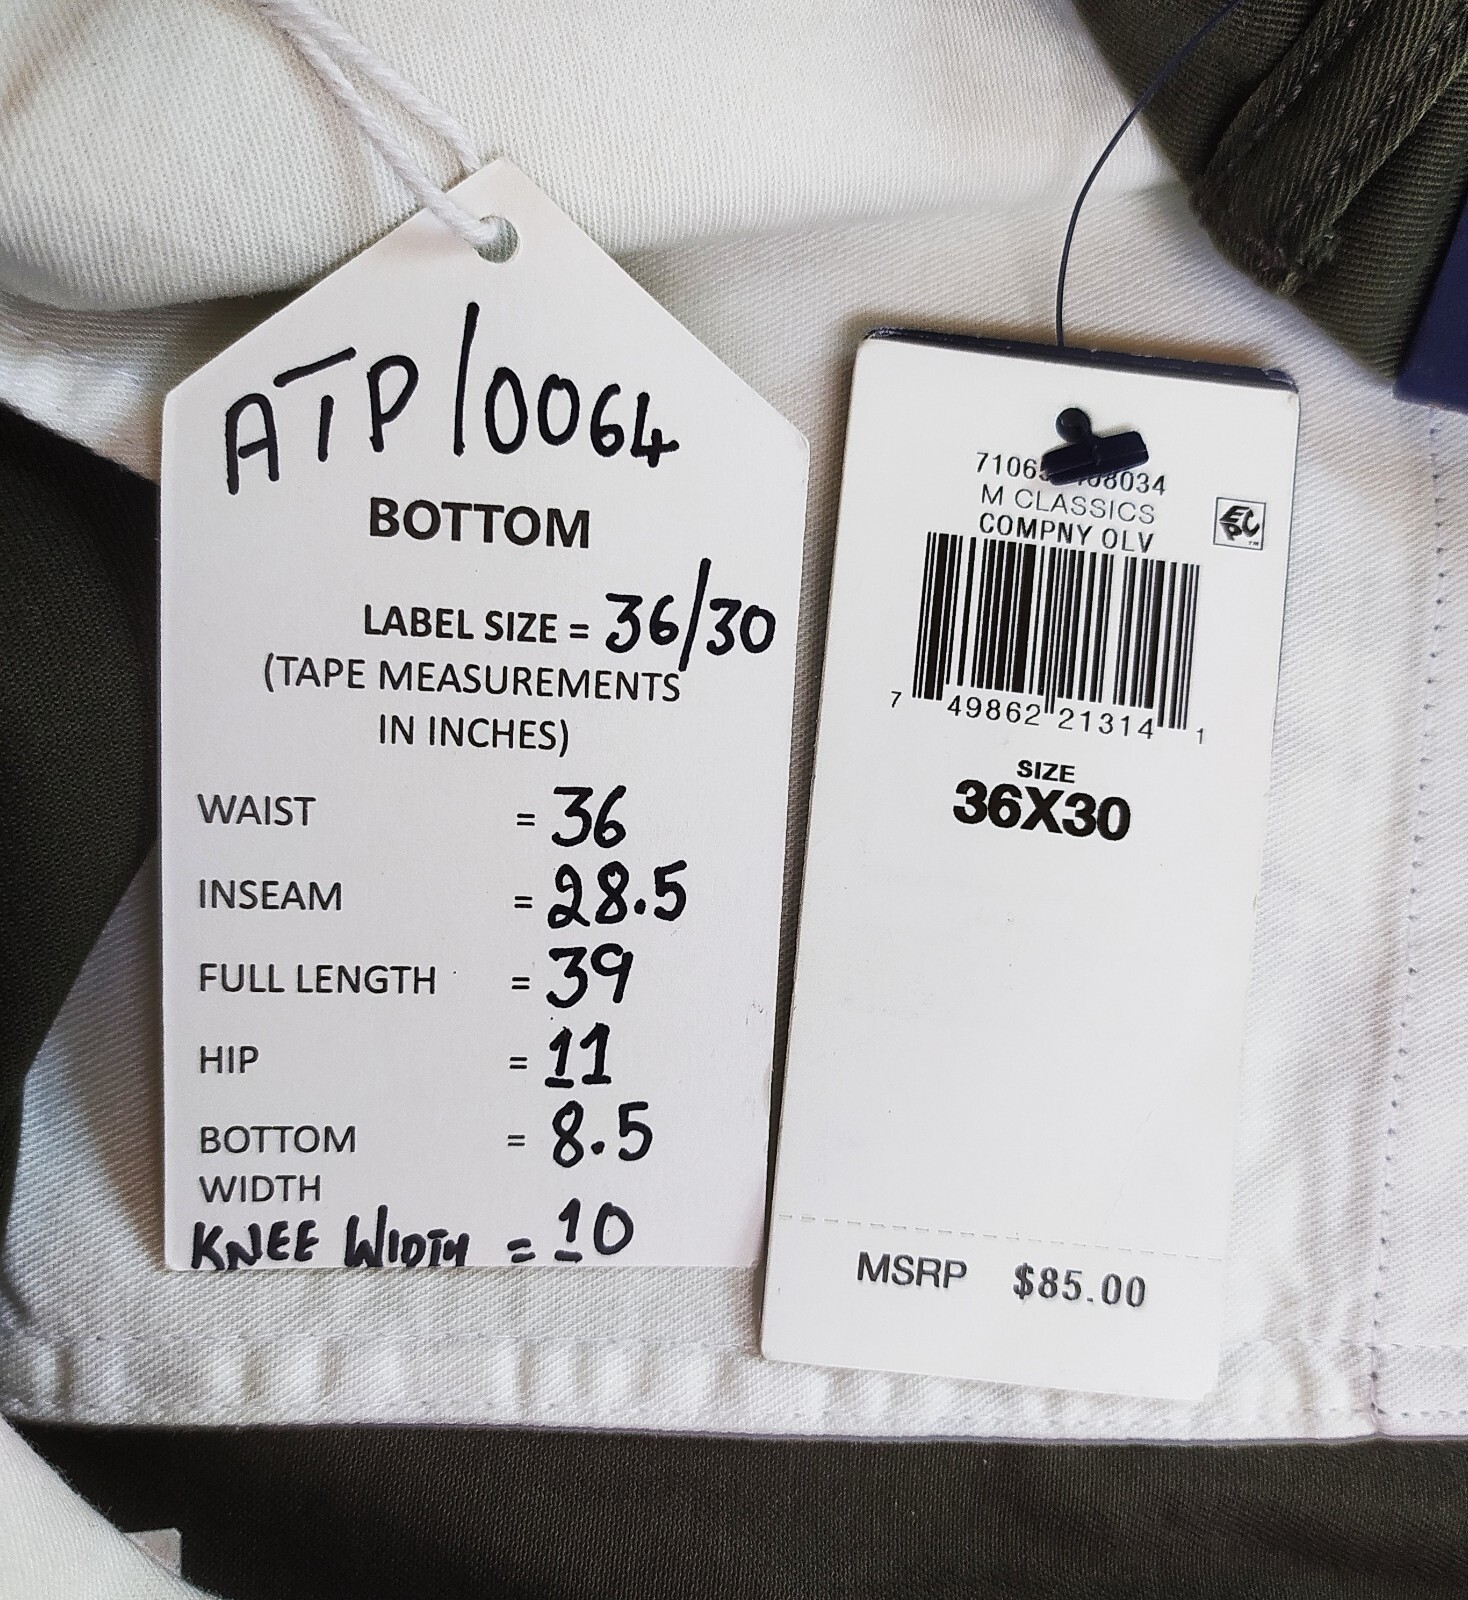 ATP/0064
BOTTOM
LABEL SIZE = 36/30
(TAPE MEASUREMENTS
IN INCHES)
WAIST = 36
INSEAM = 28.5
FULL LENGTH = 39
HIP = 11
BOTTOM = 8.5
WIDTH
KNEE WIDTH = 10
M CLASSICS
COMPNY OLV
EPC
7 49862 21314 1
SIZE
36X30
MSRP $85.00